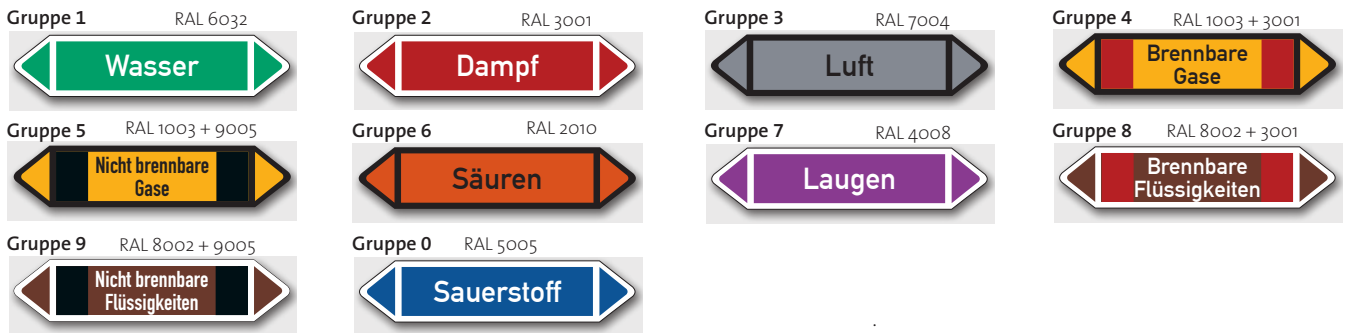 Gruppe 1 RAL 6032
Wasser
Gruppe 2 RAL 3001
Dampf
Gruppe 3 RAL 7004
Luft
Gruppe 4 RAL 1003 + 3001
Brennbare
Gase
Gruppe 5 RAL 1003 + 9005
Nicht brennbare
Gase
Gruppe 6 RAL 2010
Säuren
Gruppe 7 RAL 4008
Laugen
Gruppe 8 RAL 8002 + 3001
Brennbare
Flüssigkeiten
Gruppe 9 RAL 8002 + 9005
Nicht brennbare
Flüssigkeiten
Gruppe 0 RAL 5005
Sauerstoff
.